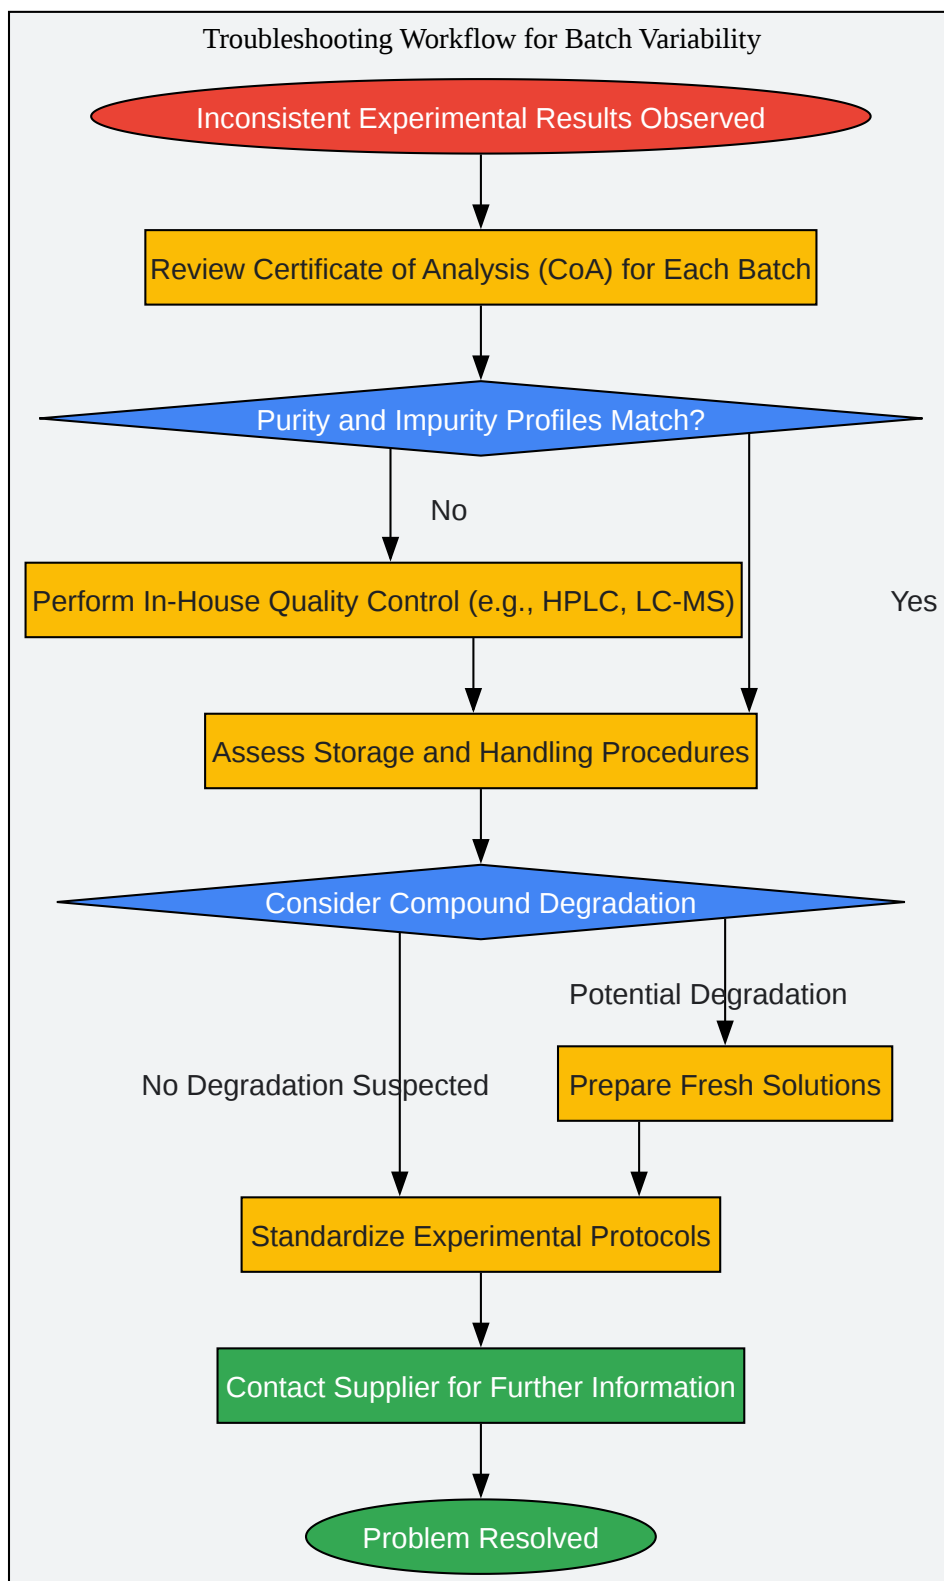 Troubleshooting Workflow for Batch Variability
Inconsistent Experimental Results Observed
Review Certificate of Analysis (CoA) for Each Batch
Purity and Impurity Profiles Match?
No
Perform In-House Quality Control (e.g., HPLC, LC-MS)
Yes
Assess Storage and Handling Procedures
Consider Compound Degradation
Potential Degradation
No Degradation Suspected
Prepare Fresh Solutions
Standardize Experimental Protocols
Contact Supplier for Further Information
Problem Resolved